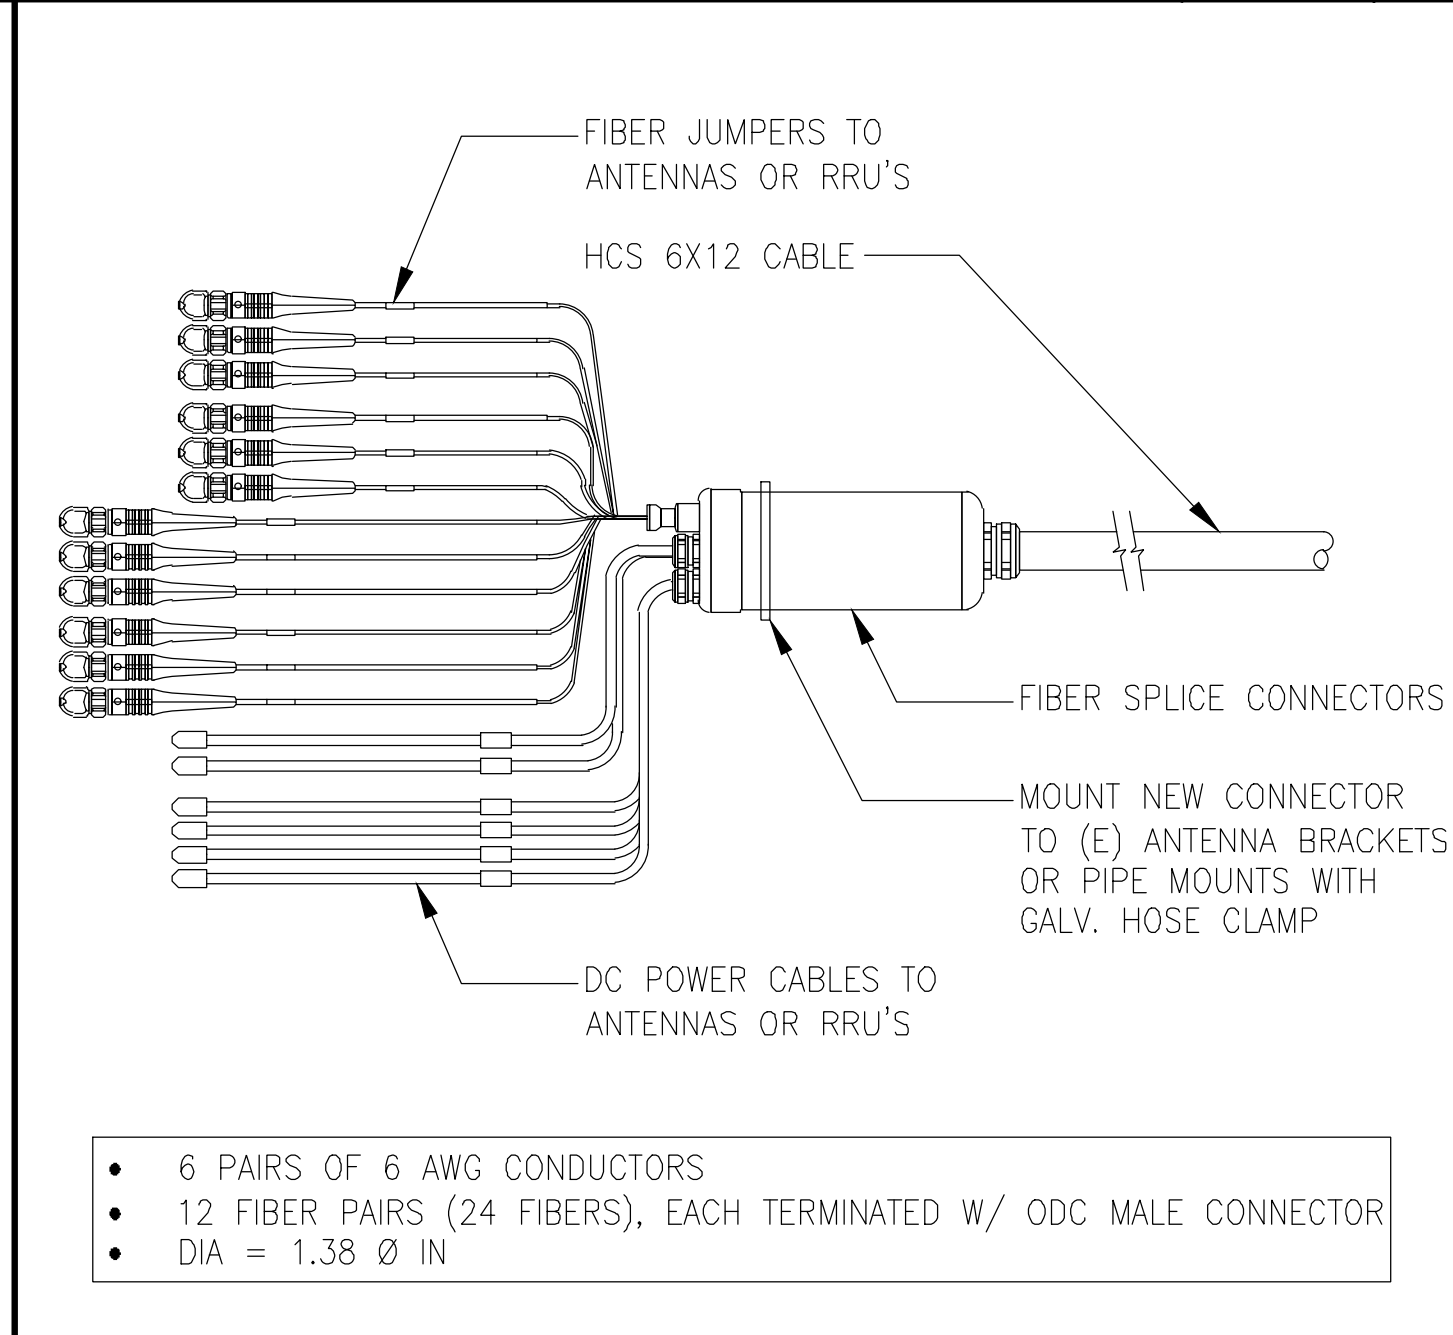 FIBER JUMPERS TO
ANTENNAS OR RRU'S
HCS 6X12 CABLE
FIBER SPLICE CONNECTORS
MOUNT NEW CONNECTOR
TO (E) ANTENNA BRACKETS
OR PIPE MOUNTS WITH
GALV. HOSE CLAMP
DC POWER CABLES TO
ANTENNAS OR RRU'S
• 6 PAIRS OF 6 AWG CONDUCTORS
• 12 FIBER PAIRS (24 FIBERS), EACH TERMINATED W/ ODC MALE CONNECTOR
• DIA = 1.38 Ø IN